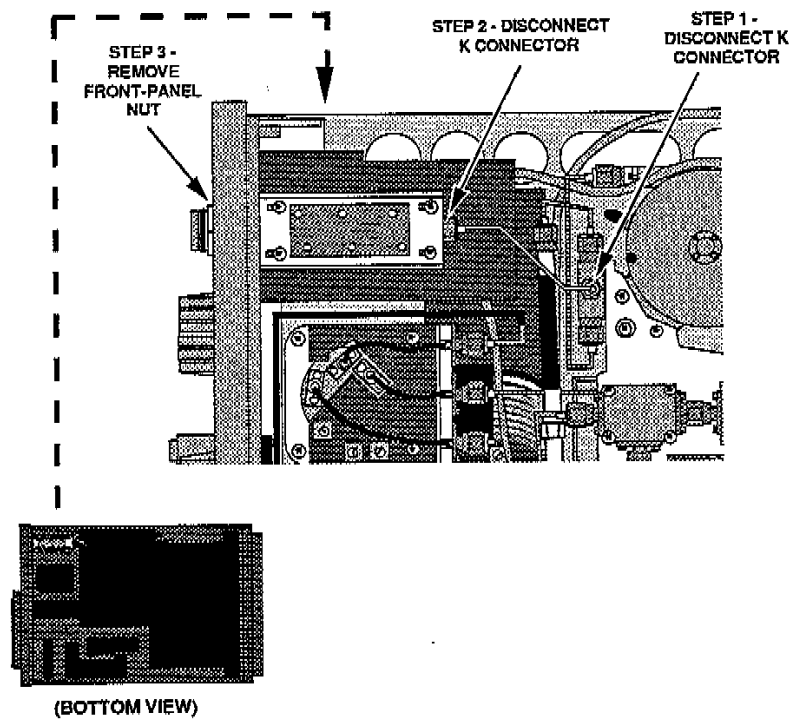 STEP 3 -
REMOVE
FRONT-PANEL
NUT
STEP 2 - DISCONNECT
K CONNECTOR
STEP 1 -
DISCONNECT K
CONNECTOR
(BOTTOM VIEW)